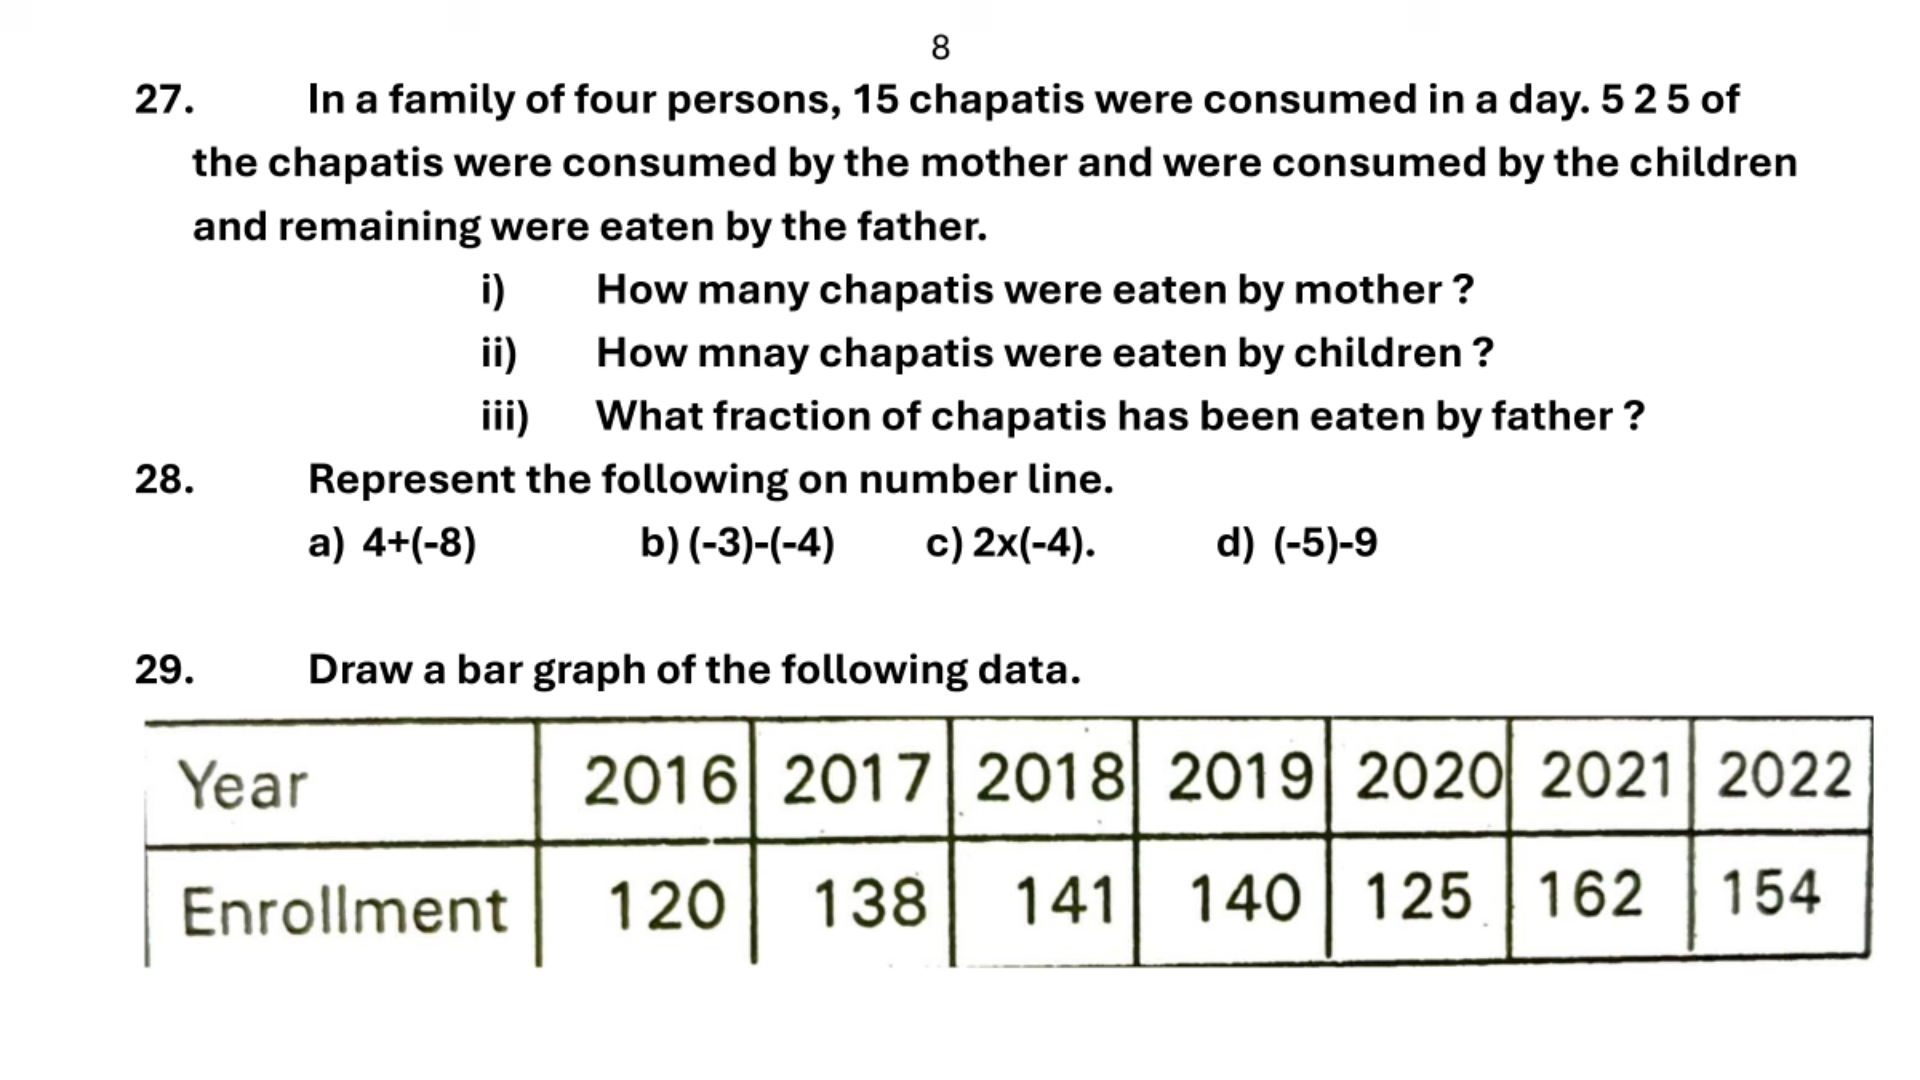 8
27. In a family of four persons, 15 chapatis were consumed in a day. 5 2 5 of
the chapatis were consumed by the mother and were consumed by the children
and remaining were eaten by the father.
i) How many chapatis were eaten by mother ?
ii) How mnay chapatis were eaten by children ?
iii) What fraction of chapatis has been eaten by father ?
28. Represent the following on number line.
a) 4+(-8) b) (-3)-(-4) c) 2x(-4). d) (-5)-9
29. Draw a bar graph of the following data.
Year 2016 2017 2018 2019 2020 2021 2022
Enrollment 120 138 141 140 125 162 154